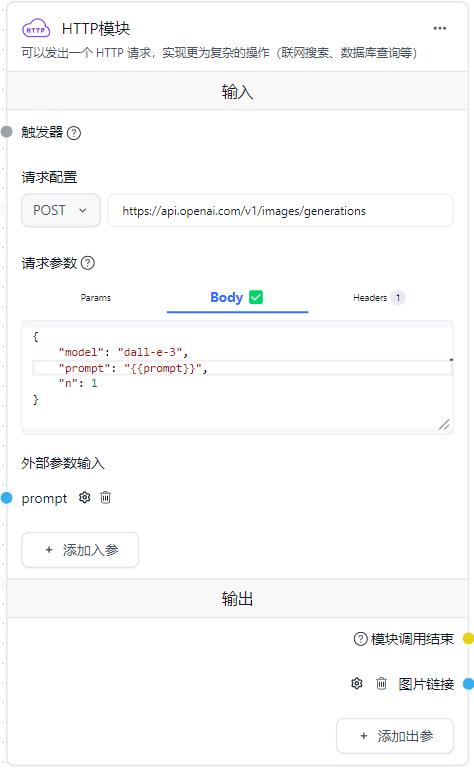 HTTP
HTTP模块
可以发出一个 HTTP 请求，实现更为复杂的操作（联网搜索、数据库查询等）
输入
触发器
请求配置
POST https://api.openai.com/v1/images/generations
请求参数
Params Body Headers 1
{
"model": "dall-e-3",
"prompt": "{{prompt}}",
"n": 1
}
外部参数输入
prompt
+ 添加入参
输出
模块调用结束
图片链接
+ 添加出参